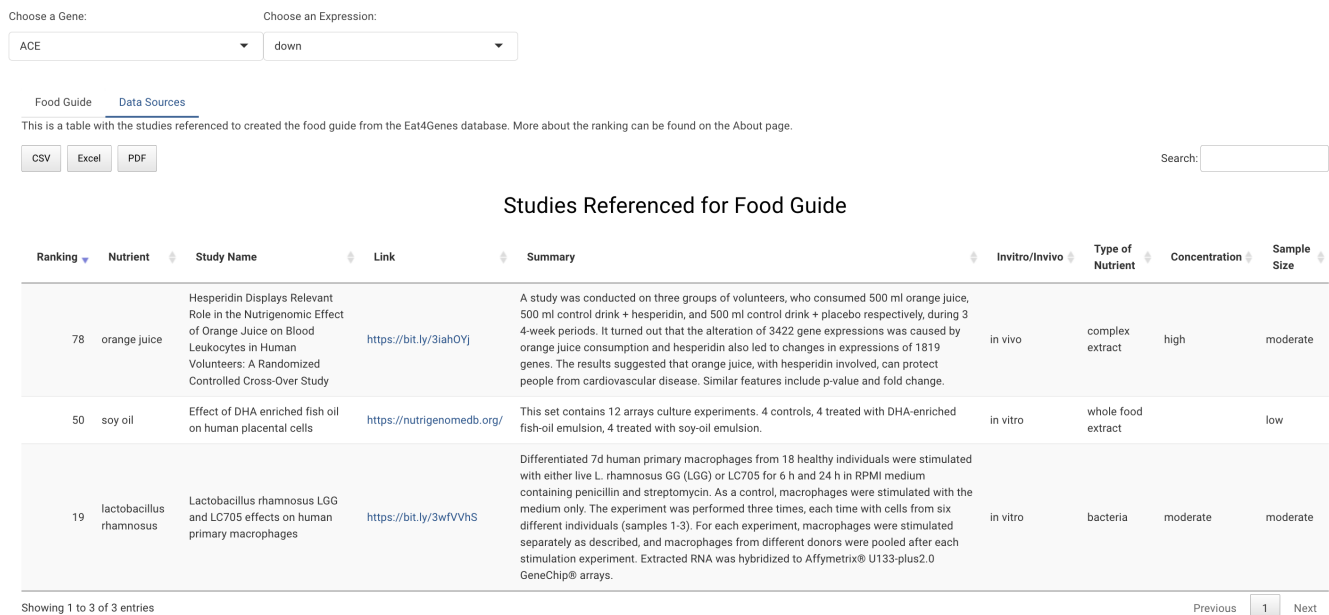 Choose a Gene: Choose an Expression:
ACE down
Food Guide Data Sources
This is a table with the studies referenced to created the food guide from the Eat4Genes database. More about the ranking can be found on the About page.
CSV Excel PDF Search:
Studies Referenced for Food Guide
Ranking Nutrient Study Name Link Summary Invitro/Invivo Type of Nutrient Concentration Sample Size
78
orange juice
Hesperidin Displays Relevant
Role in the Nutrigenomic Effect
of Orange Juice on Blood
Leukocytes in Human
Volunteers: A Randomized
Controlled Cross-Over Study
https://bit.ly/3iahOYj
A study was conducted on three groups of volunteers, who consumed 500 ml orange juice,
500 ml control drink + hesperidin, and 500 ml control drink + placebo respectively, during 3
4-week periods. It turned out that the alteration of 3422 gene expressions was caused by
orange juice consumption and hesperidin also led to changes in expressions of 1819
genes. The results suggested that orange juice, with hesperidin involved, can protect
people from cardiovascular disease. Similar features include p-value and fold change.
in vivo
complex
extract
high
moderate
50
soy oil
Effect of DHA enriched fish oil
on human placental cells
https://nutrigenomedb.org/
This set contains 12 arrays culture experiments. 4 controls, 4 treated with DHA-enriched
fish-oil emulsion, 4 treated with soy-oil emulsion.
in vitro
whole food
extract
low
19
lactobacillus
rhamnosus
Lactobacillus rhamnosus LGG
and LC705 effects on human
primary macrophages
https://bit.ly/3wfVVhS
Differentiated 7d human primary macrophages from 18 healthy individuals were stimulated
with either live L. rhamnosus GG (LGG) or LC705 for 6 h and 24 h in RPMI medium
containing penicillin and streptomycin. As a control, macrophages were stimulated with the
medium only. The experiment was performed three times, each time with cells from six
different individuals (samples 1-3). For each experiment, macrophages were stimulated
separately as described, and macrophages from different donors were pooled after each
stimulation experiment. Extracted RNA was hybridized to Affymetrix® U133-plus2.0
GeneChip® arrays.
in vitro
bacteria
moderate
moderate
Showing 1 to 3 of 3 entries Previous 1 Next